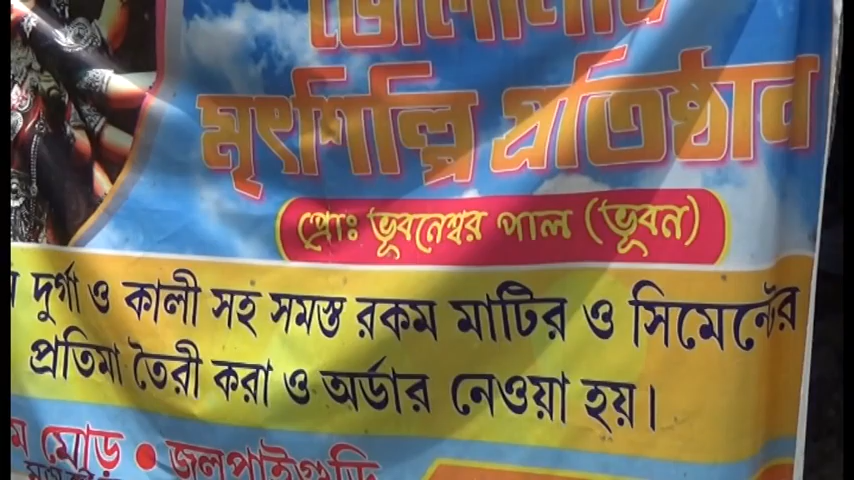 ভোলানাথ
মৃৎশিল্প প্রতিষ্ঠান
প্রোঃ ভূবনেশ্বর পাল (ভূবন)
দুর্গা ও কালী সহ সমস্ত রকম মাটির ও সিমেন্টের
প্রতিমা তৈরী করা ও অর্ডার নেওয়া হয়।
মোড় • জলপাইগুড়ি